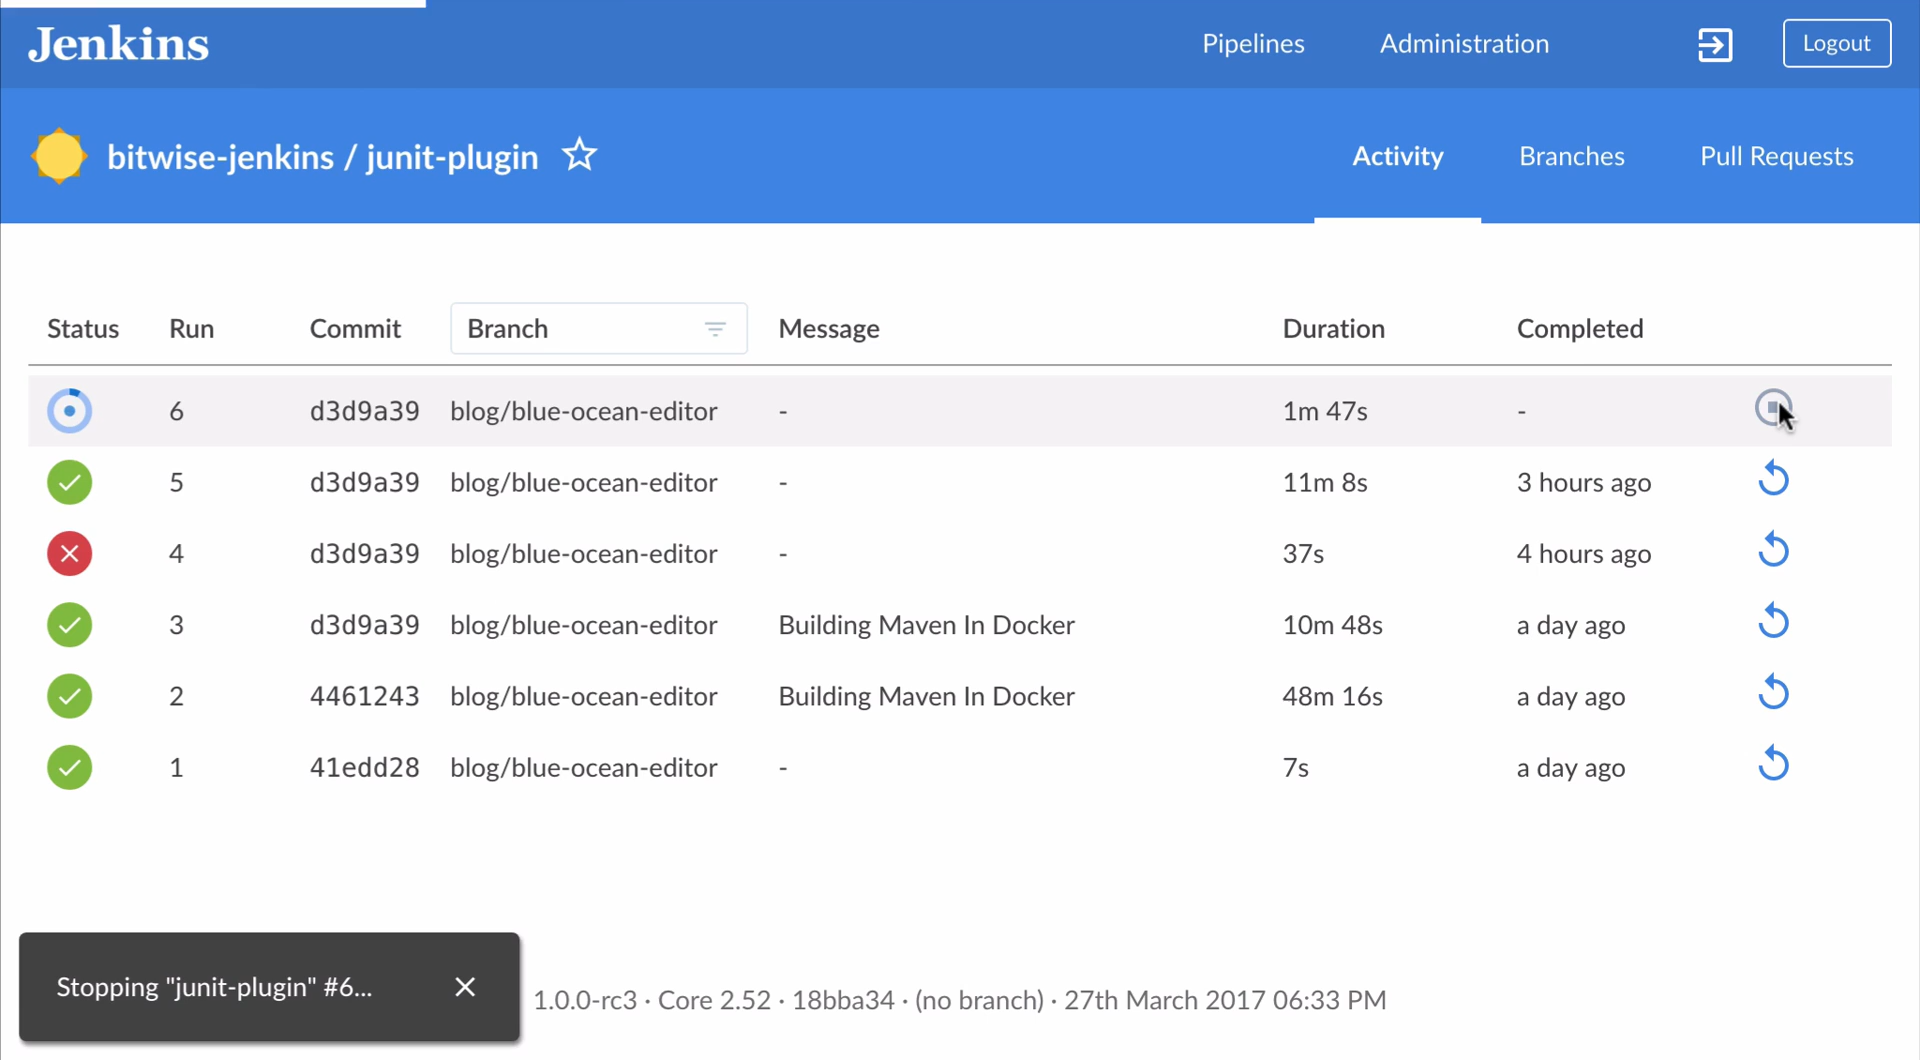 Jenkins Pipelines Administration Logout
bitwise-jenkins / junit-plugin Activity Branches Pull Requests
Status Run Commit Branch Message Duration Completed
6 d3d9a39 blog/blue-ocean-editor - 1m 47s -
5 d3d9a39 blog/blue-ocean-editor - 11m 8s 3 hours ago
4 d3d9a39 blog/blue-ocean-editor - 37s 4 hours ago
3 d3d9a39 blog/blue-ocean-editor Building Maven In Docker 10m 48s a day ago
2 4461243 blog/blue-ocean-editor Building Maven In Docker 48m 16s a day ago
1 41edd28 blog/blue-ocean-editor - 7s a day ago
Stopping "junit-plugin" #6...
1.0.0-rc3 · Core 2.52 · 18bba34 · (no branch) · 27th March 2017 06:33 PM